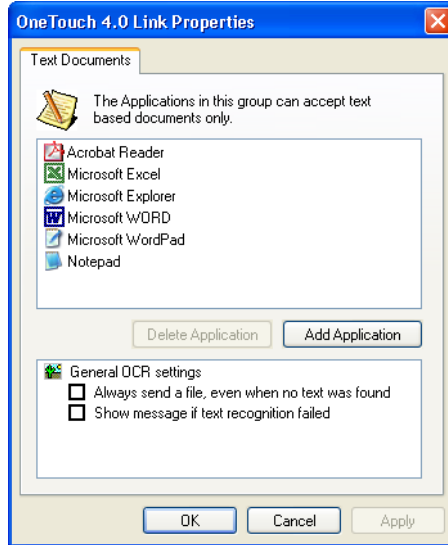 OneTouch 4.0 Link Properties
Text Documents
The Applications in this group can accept text
based documents only.
Acrobat Reader
Microsoft Excel
Microsoft Explorer
Microsoft WORD
Microsoft WordPad
Notepad
Delete Application
Add Application
General OCR settings
Always send a file, even when no text was found
Show message if text recognition failed
OK
Cancel
Apply